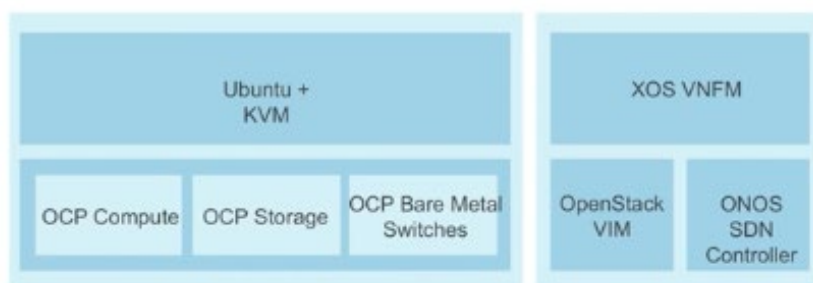 Ubuntu +
KVM
XOS VNFM
OCP Compute
OCP Storage
OCP Bare Metal
Switches
OpenStack
VIM
ONOS
SDN
Controller